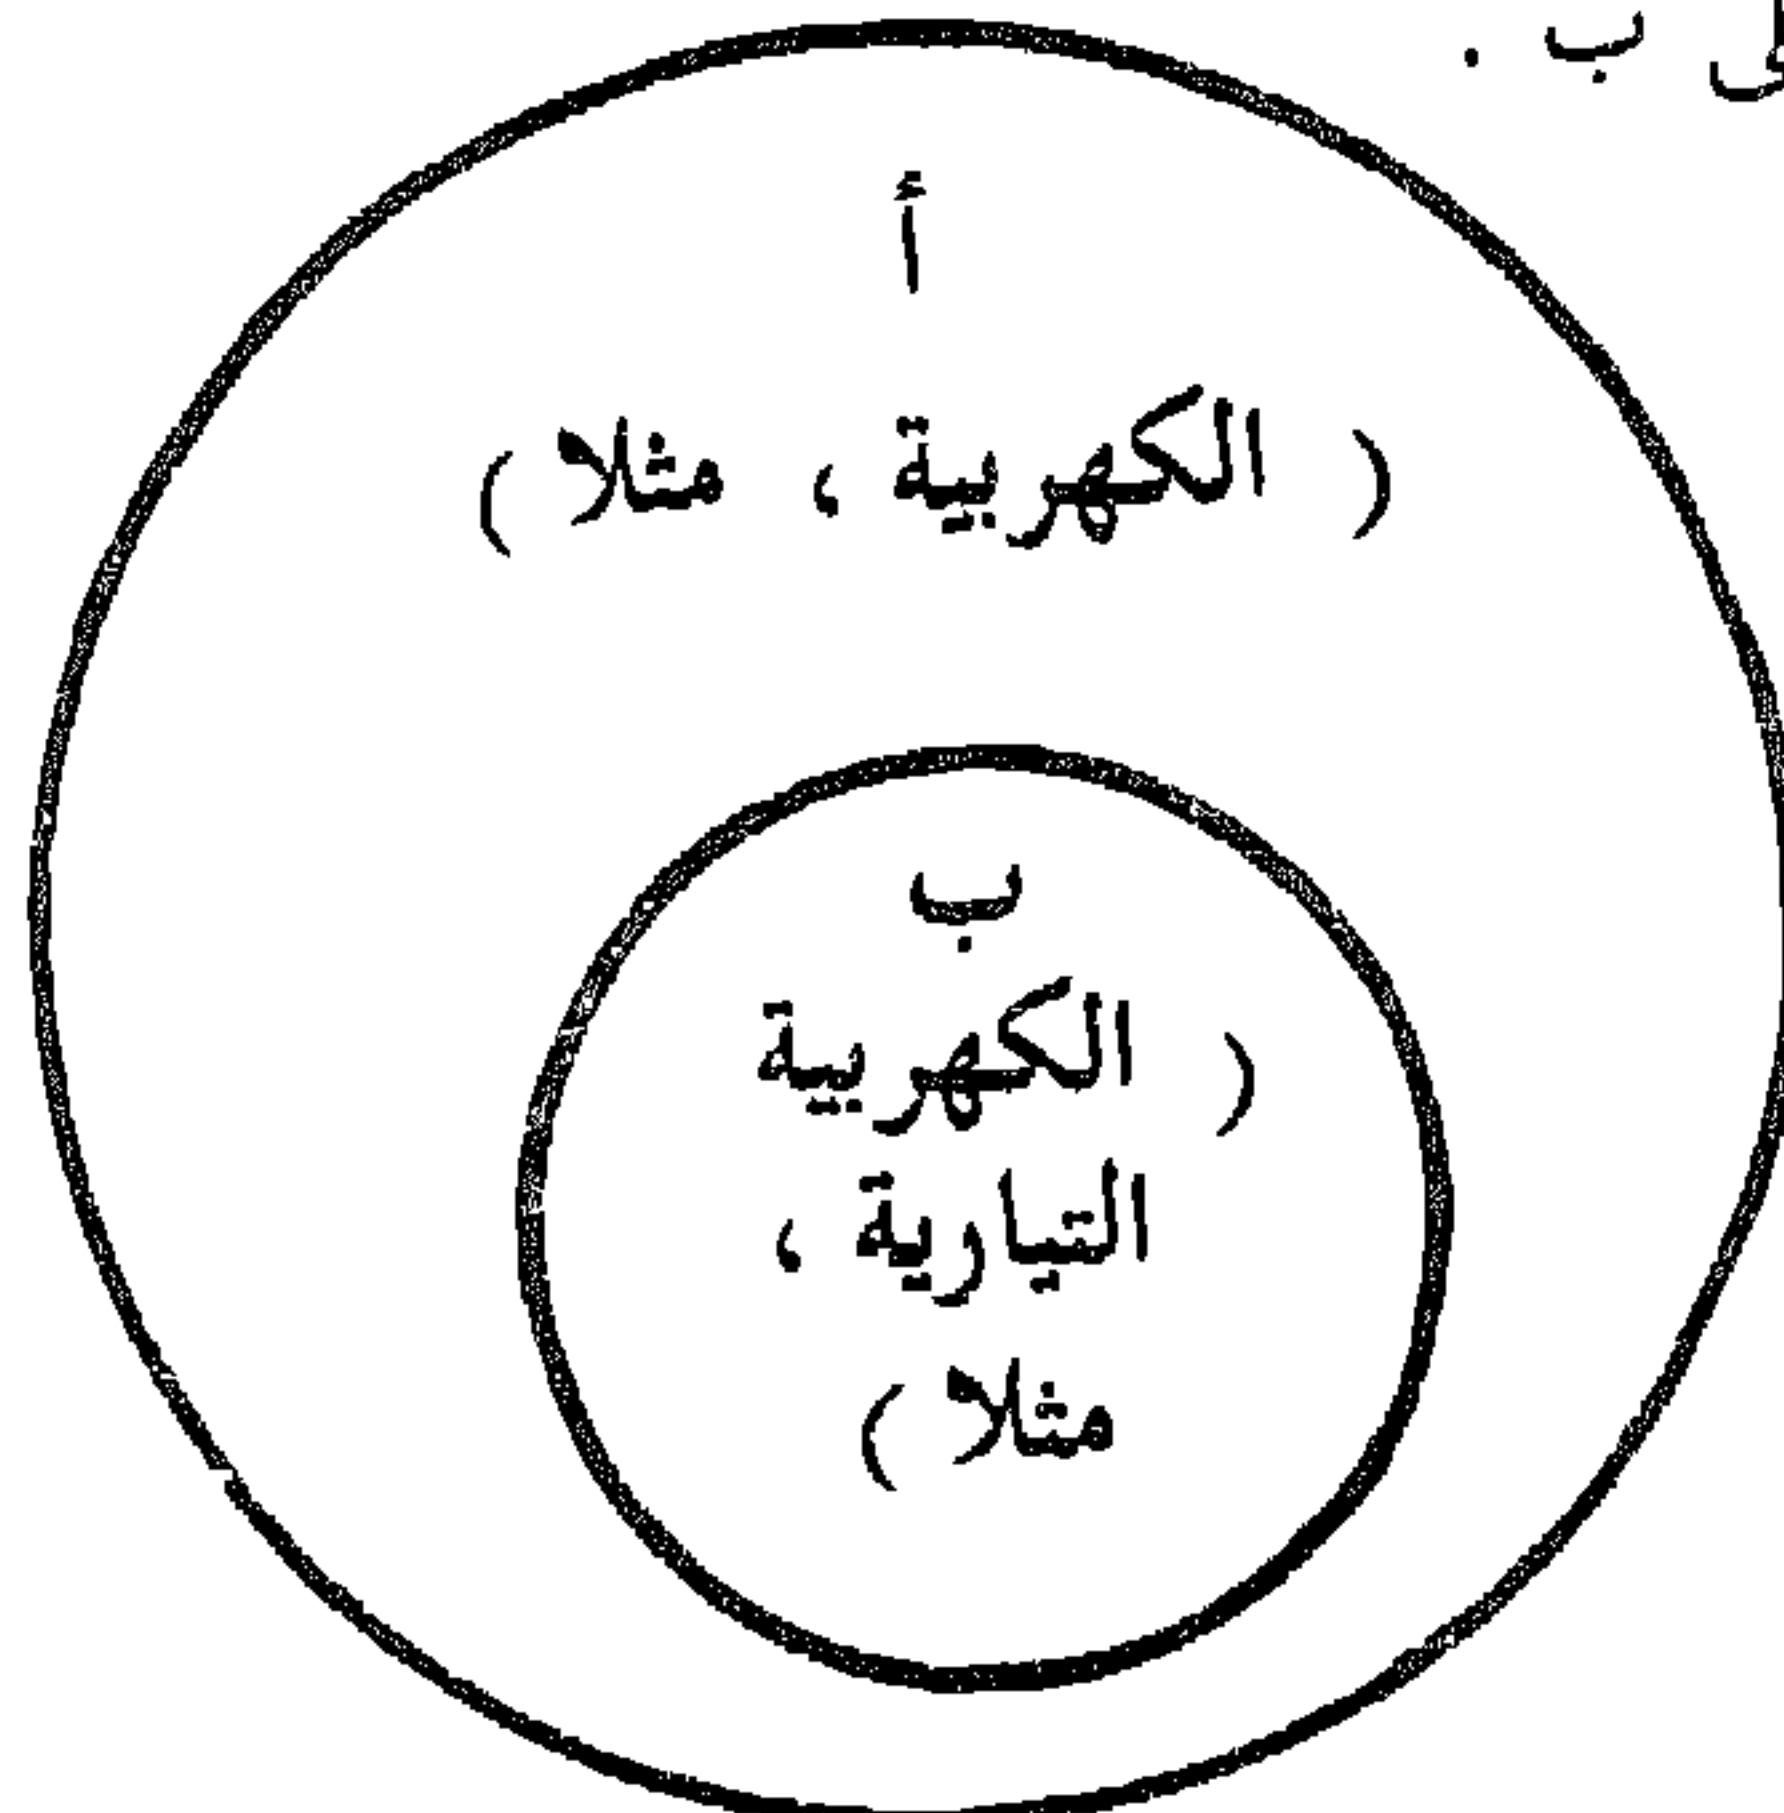 ب .
أ
( الكهربية ، مثلا )
ب
( الكهربية
التيارية ،
مثلا )